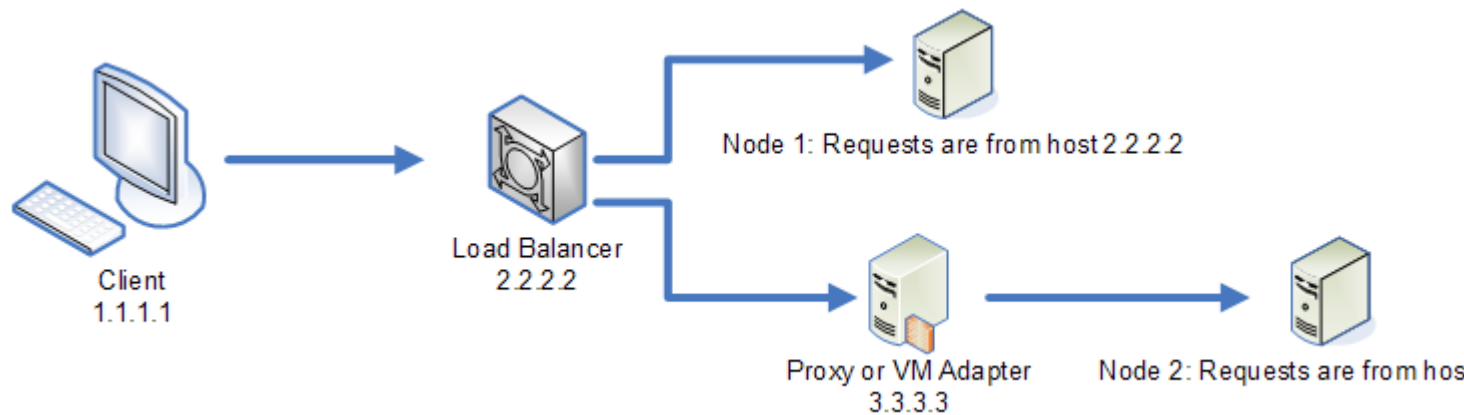 Node 1: Requests are from host 2.2.2.2
Load Balancer
2.2.2.2
Client
1.1.1.1
Proxy or VM Adapter
3.3.3.3
Node 2: Requests are from hos